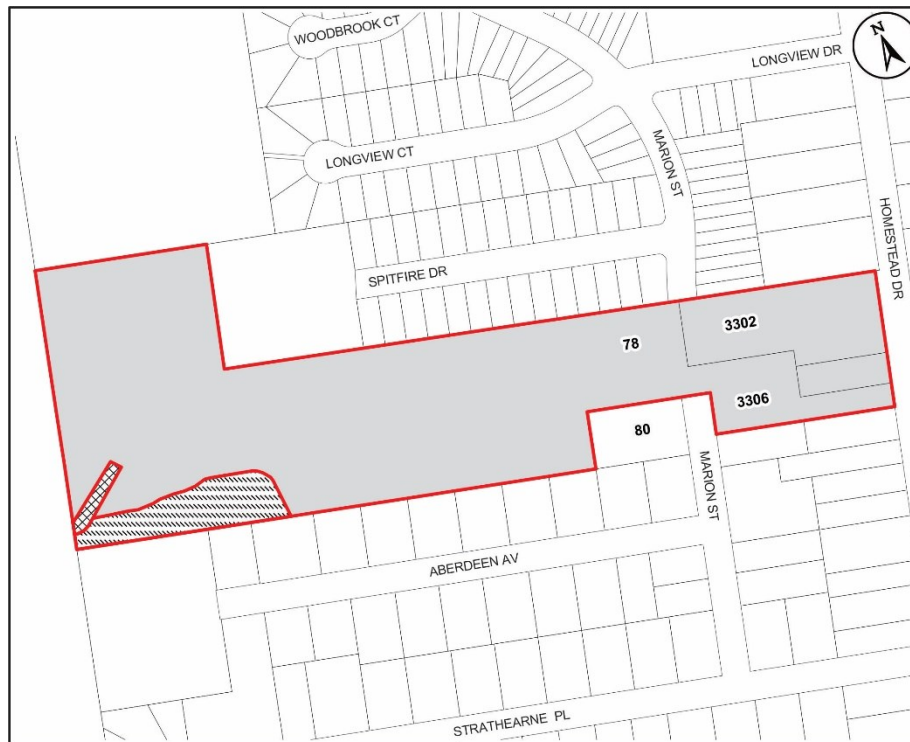 WOODBROOK CT
N
LONGVIEW DR
LONGVIEW CT
MARION ST
HOMESTEAD DR
SPITFIRE DR
3302
78
3306
80
MARION ST
ABERDEEN AV
STRATHEARNE PL